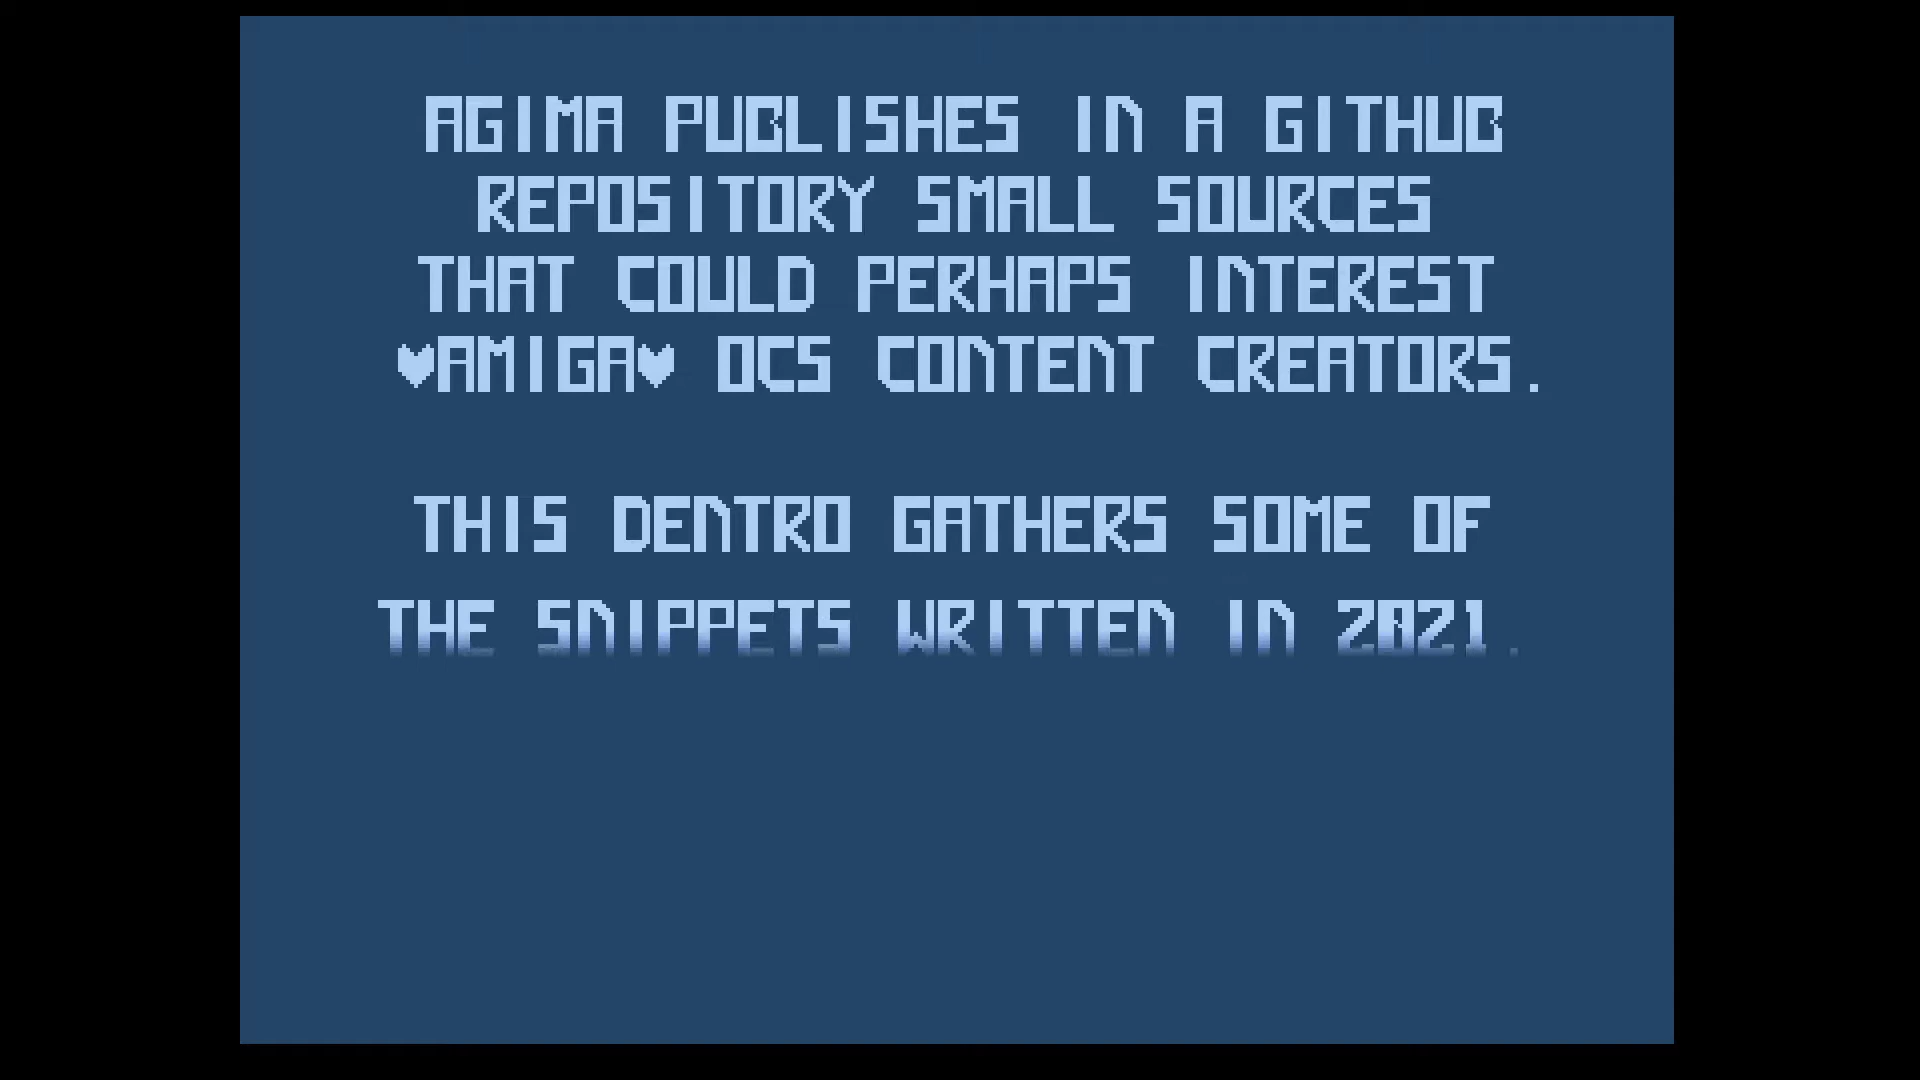 AGIMA PUBLISHES IN A GITHUB
REPOSITORY SMALL SOURCES
THAT COULD PERHAPS INTEREST
♥AMIGA♥ OCS CONTENT CREATORS.
THIS DENTRO GATHERS SOME OF
THE SNIPPETS WRITTEN IN 2021.